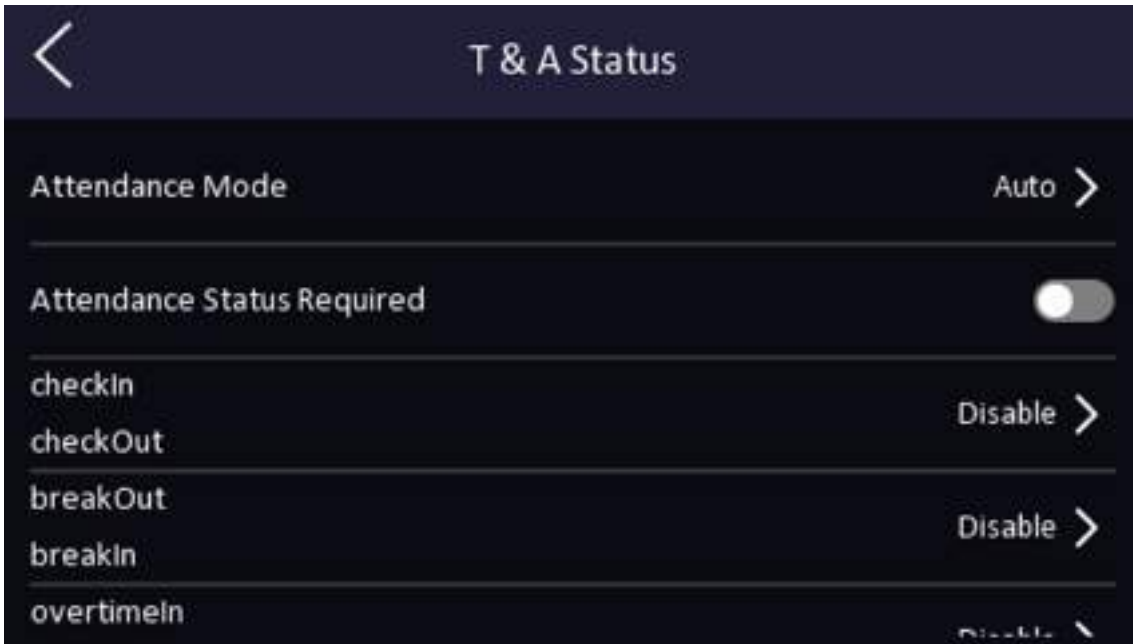 T & A Status
Attendance Mode
Auto
Attendance Status Required
checkIn
checkOut
Disable
breakOut
breakIn
Disable
overtimeIn